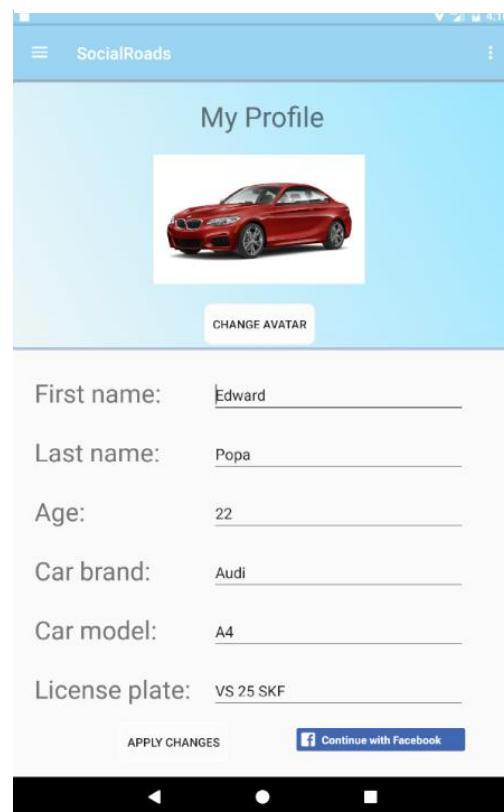 SocialRoads
My Profile
CHANGE AVATAR
First name: Edward
Last name: Popa
Age: 22
Car brand: Audi
Car model: A4
License plate: VS 25 SKF
APPLY CHANGES Continue with Facebook